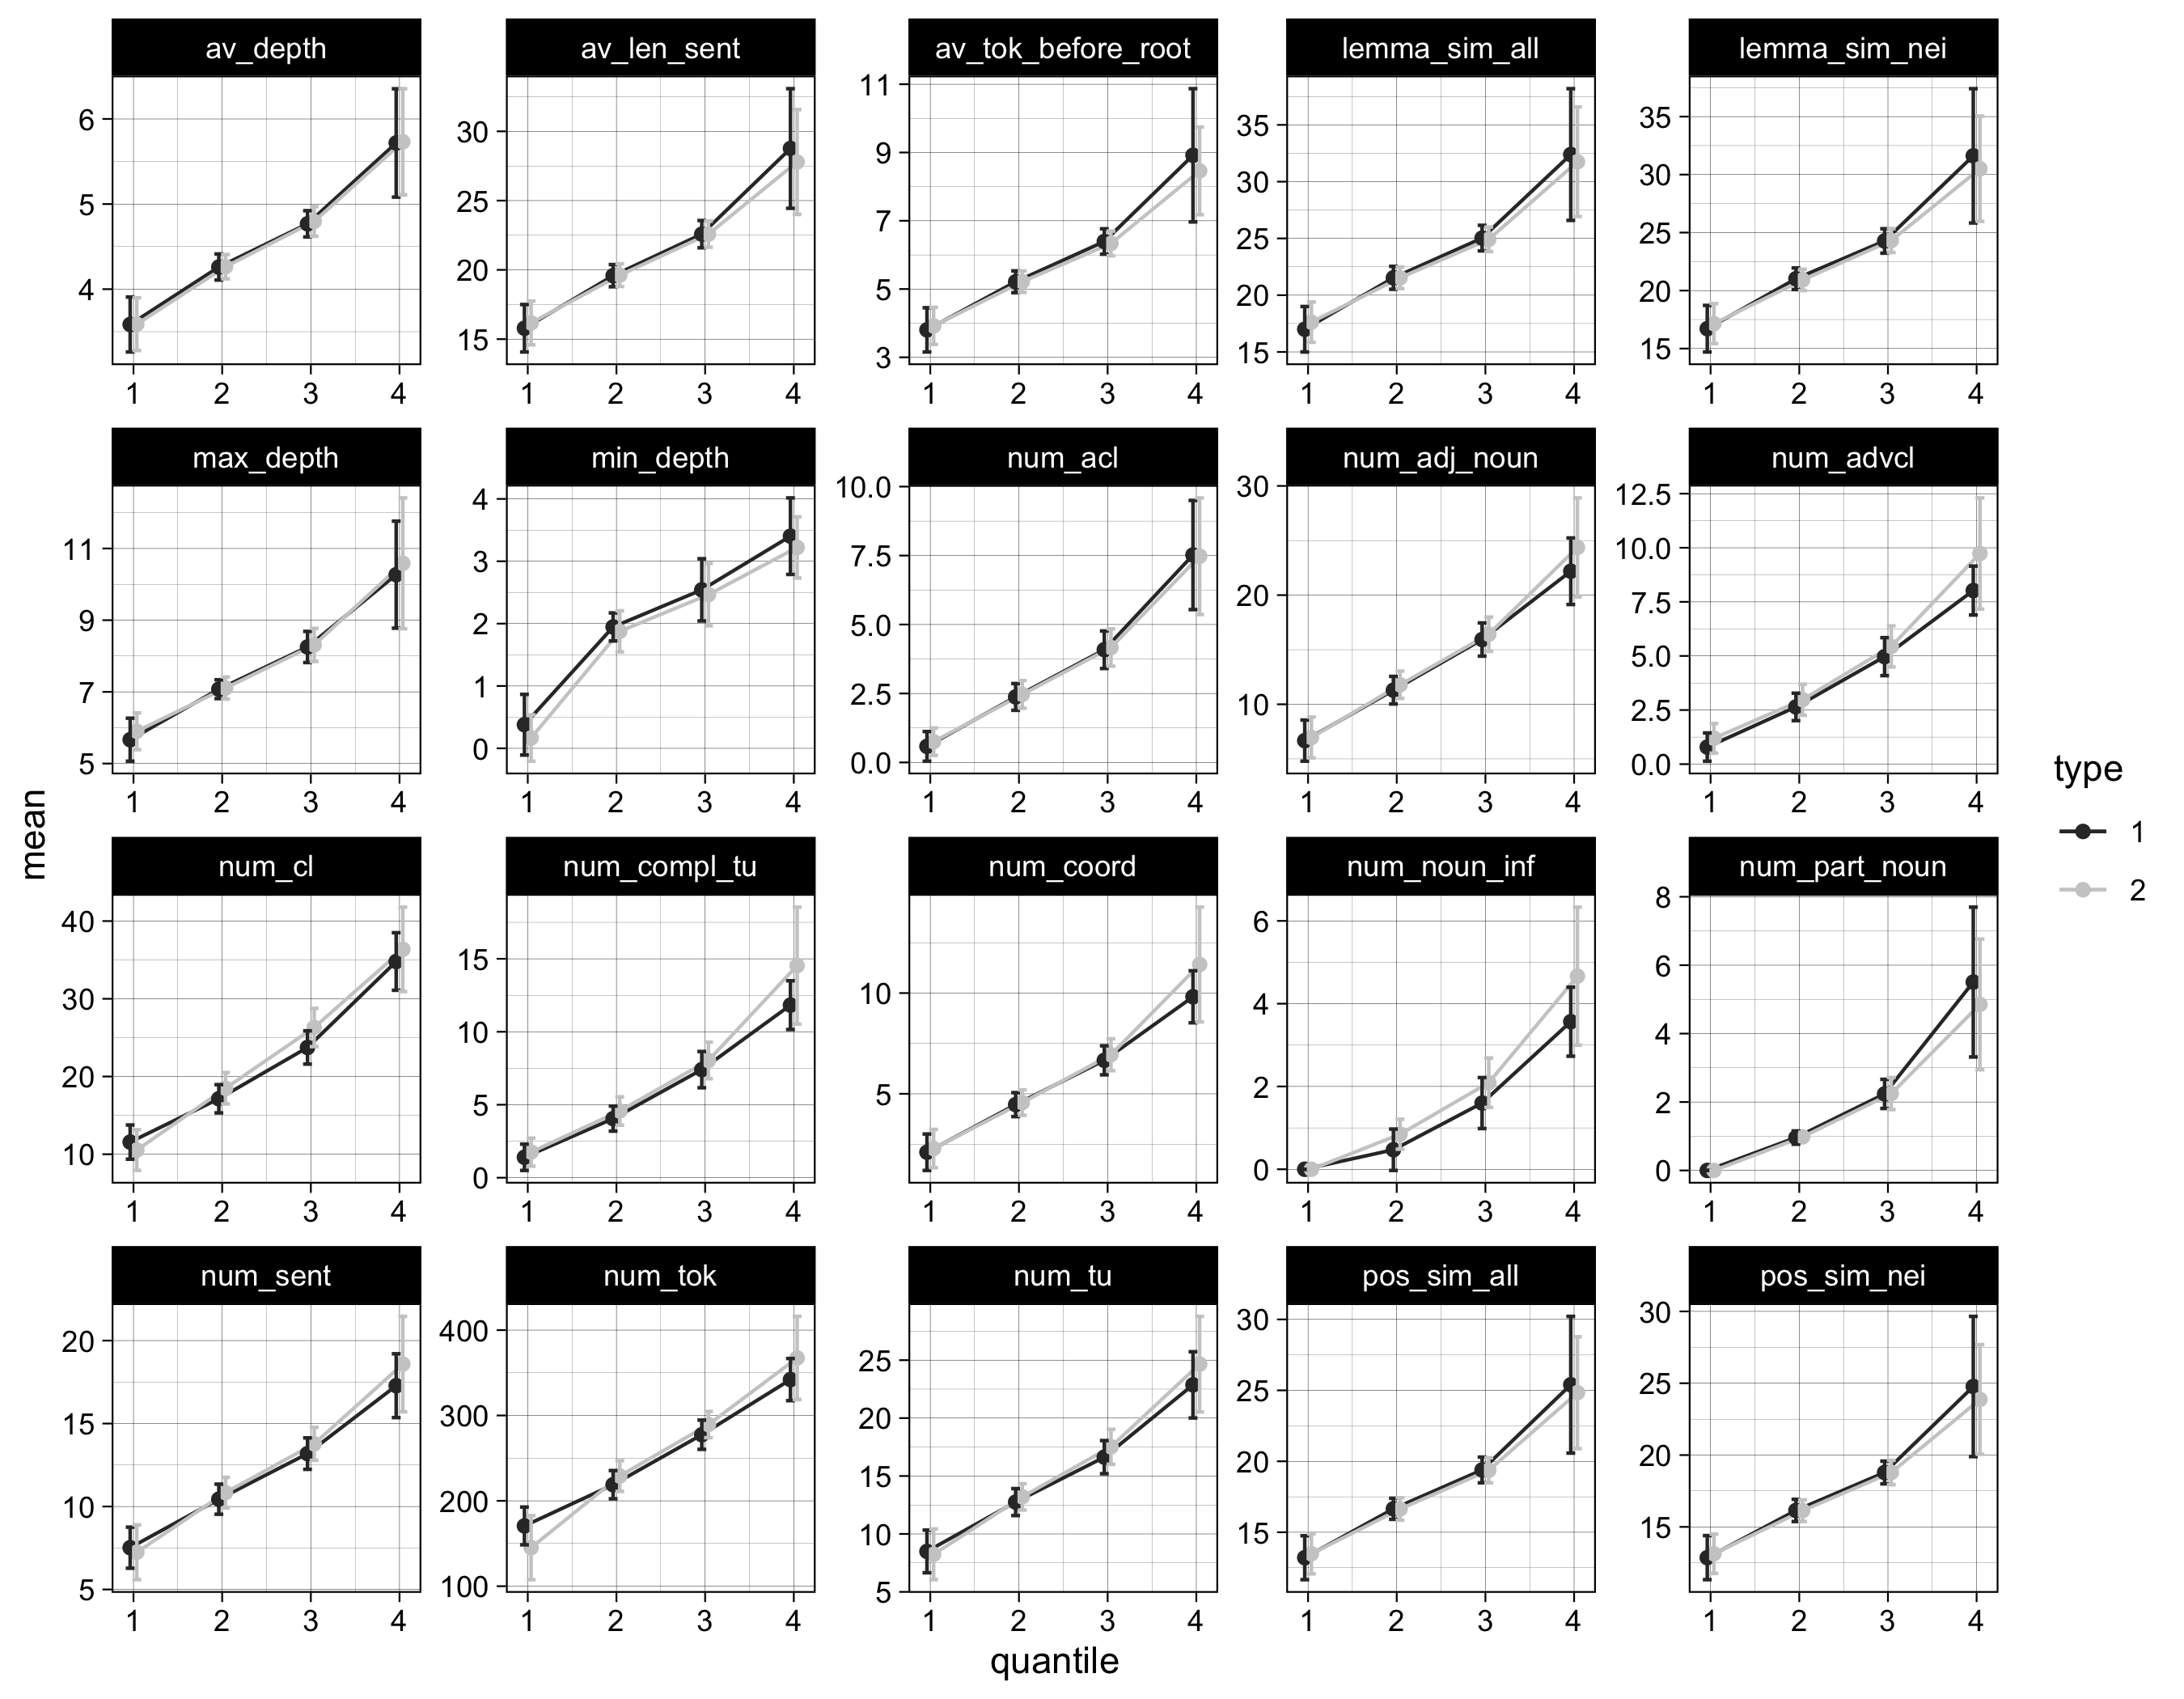 av_depth av_len_sent av_tok_before_root lemma_sim_all lemma_sim_nei
6 5 4
30 25 20 15
11 9 7 5 3
35 30 25 20 15
35 30 25 20 15
1 2 3 4 1 2 3 4 1 2 3 4 1 2 3 4 1 2 3 4
max_depth min_depth num_acl num_adj_noun num_advcl
11 9 7 5
4 3 2 1 0
10.0 7.5 5.0 2.5 0.0
30 20 10
12.5 10.0 7.5 5.0 2.5 0.0
1 2 3 4 1 2 3 4 1 2 3 4 1 2 3 4 1 2 3 4
num_cl num_compl_tu num_coord num_noun_inf num_part_noun
40 30 20 10
15 10 5 0
10 5
6 4 2 0
8 6 4 2 0
1 2 3 4 1 2 3 4 1 2 3 4 1 2 3 4 1 2 3 4
num_sent num_tok num_tu pos_sim_all pos_sim_nei
20 15 10 5
400 300 200 100
25 20 15 10 5
30 25 20 15
30 25 20 15
1 2 3 4 1 2 3 4 1 2 3 4 1 2 3 4 1 2 3 4
quantile
mean
type
1
2